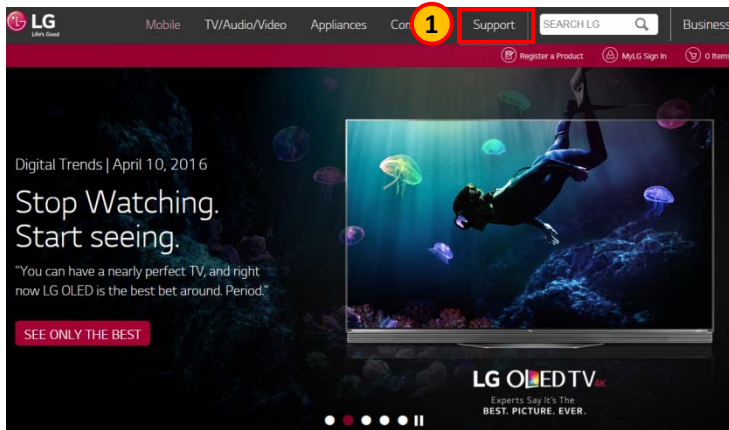 LG
Life's Good
Mobile TV/Audio/Video Appliances Con 1 Support SEARCH LG Business
Register a Product MyLG Sign In 0 Items
Digital Trends | April 10, 2016
Stop Watching.
Start seeing.
"You can have a nearly perfect TV, and right
now LG OLED is the best bet around. Period."
SEE ONLY THE BEST
LG OLED TV 4K
Experts Say It's The
BEST. PICTURE. EVER.